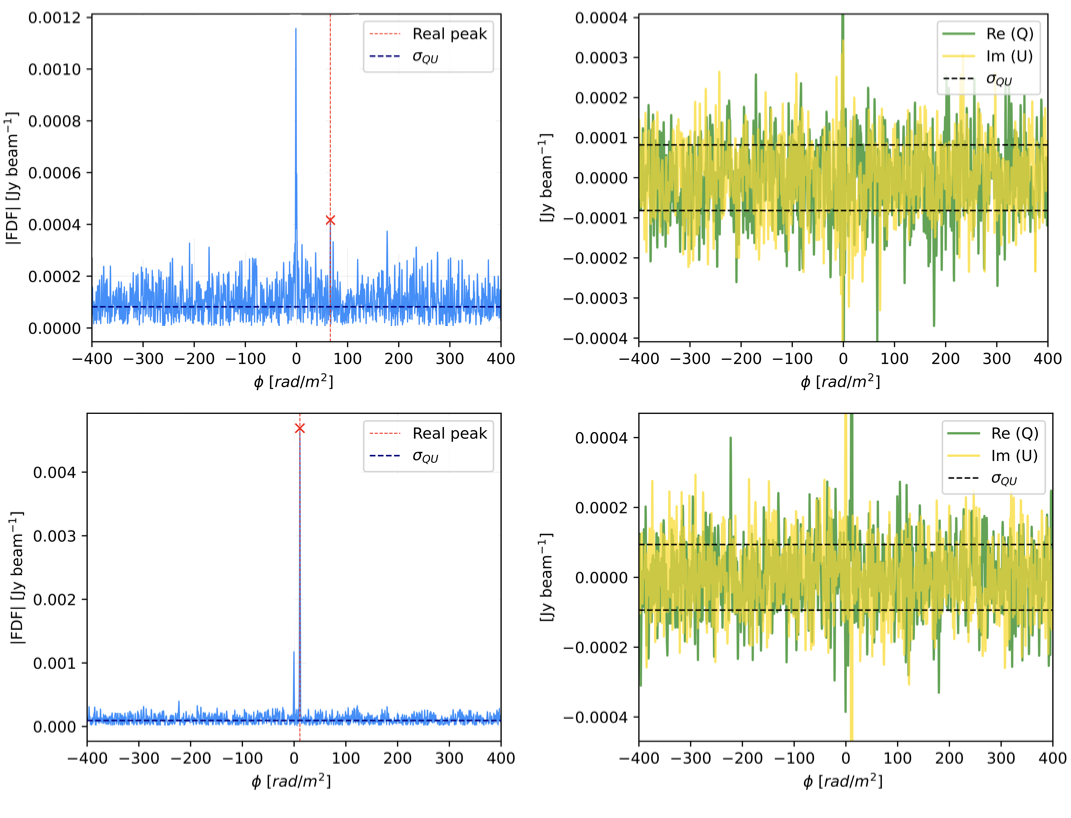 |FDF| [Jy beam⁻¹]
0.0012
0.0010
0.0008
0.0006
0.0004
0.0002
0.0000
Real peak
σQU
−400 −300 −200 −100 0 100 200 300 400
ϕ [rad/m²]
[Jy beam⁻¹]
0.0004
0.0003
0.0002
0.0001
0.0000
−0.0001
−0.0002
−0.0003
−0.0004
Re (Q)
Im (U)
σQU
−400 −300 −200 −100 0 100 200 300 400
ϕ [rad/m²]
|FDF| [Jy beam⁻¹]
0.004
0.003
0.002
0.001
0.000
Real peak
σQU
−400 −300 −200 −100 0 100 200 300 400
ϕ [rad/m²]
[Jy beam⁻¹]
0.0004
0.0002
0.0000
−0.0002
−0.0004
Re (Q)
Im (U)
σQU
−400 −300 −200 −100 0 100 200 300 400
ϕ [rad/m²]